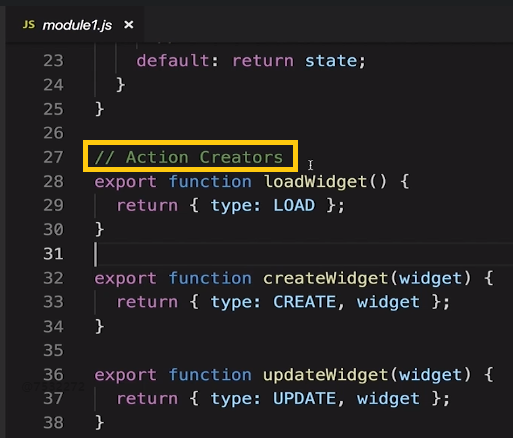 JS module1.js ×
23 default: return state;
24 }
25 }
26
27 // Action Creators
28 export function loadWidget() {
29 return { type: LOAD };
30 }
31
32 export function createWidget(widget) {
33 return { type: CREATE, widget };
34 }
35
36 export function updateWidget(widget) {
37 return { type: UPDATE, widget };
38 }